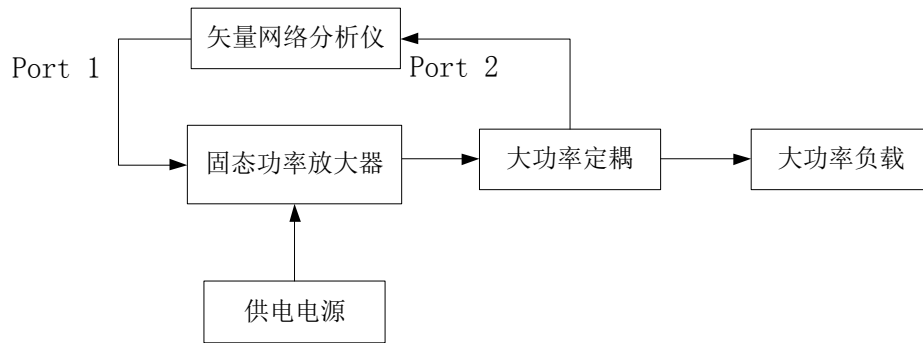 矢量网络分析仪
Port 1
Port 2
固态功率放大器
大功率定耦
大功率负载
供电电源